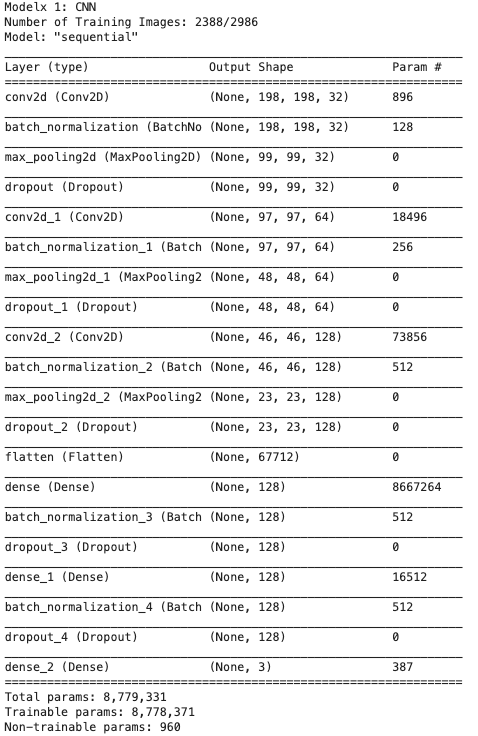 Modelx 1: CNN
Number of Training Images: 2388/2986
Model: "sequential"
Layer (type) Output Shape Param #
conv2d (Conv2D) (None, 198, 198, 32) 896
batch_normalization (BatchNo (None, 198, 198, 32) 128
max_pooling2d (MaxPooling2D) (None, 99, 99, 32) 0
dropout (Dropout) (None, 99, 99, 32) 0
conv2d_1 (Conv2D) (None, 97, 97, 64) 18496
batch_normalization_1 (Batch (None, 97, 97, 64) 256
max_pooling2d_1 (MaxPooling2 (None, 48, 48, 64) 0
dropout_1 (Dropout) (None, 48, 48, 64) 0
conv2d_2 (Conv2D) (None, 46, 46, 128) 73856
batch_normalization_2 (Batch (None, 46, 46, 128) 512
max_pooling2d_2 (MaxPooling2 (None, 23, 23, 128) 0
dropout_2 (Dropout) (None, 23, 23, 128) 0
flatten (Flatten) (None, 67712) 0
dense (Dense) (None, 128) 8667264
batch_normalization_3 (Batch (None, 128) 512
dropout_3 (Dropout) (None, 128) 0
dense_1 (Dense) (None, 128) 16512
batch_normalization_4 (Batch (None, 128) 512
dropout_4 (Dropout) (None, 128) 0
dense_2 (Dense) (None, 3) 387
Total params: 8,779,331
Trainable params: 8,778,371
Non-trainable params: 960